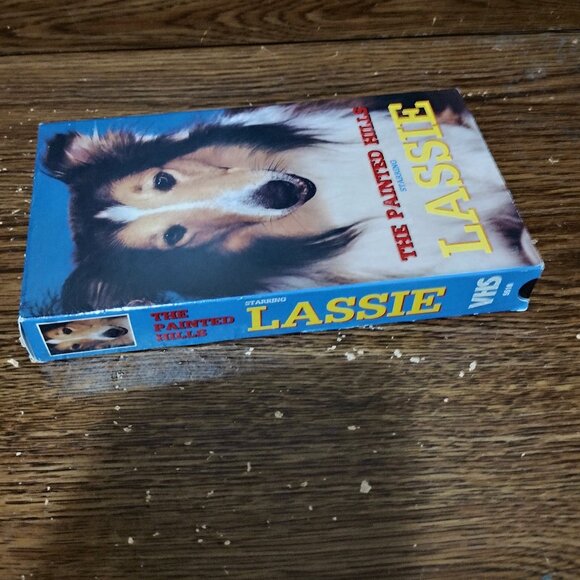 THE PAINTED HILLS
STARRING
LASSIE
THE
PAINTED
HILLS
STARRING
LASSIE
VHS